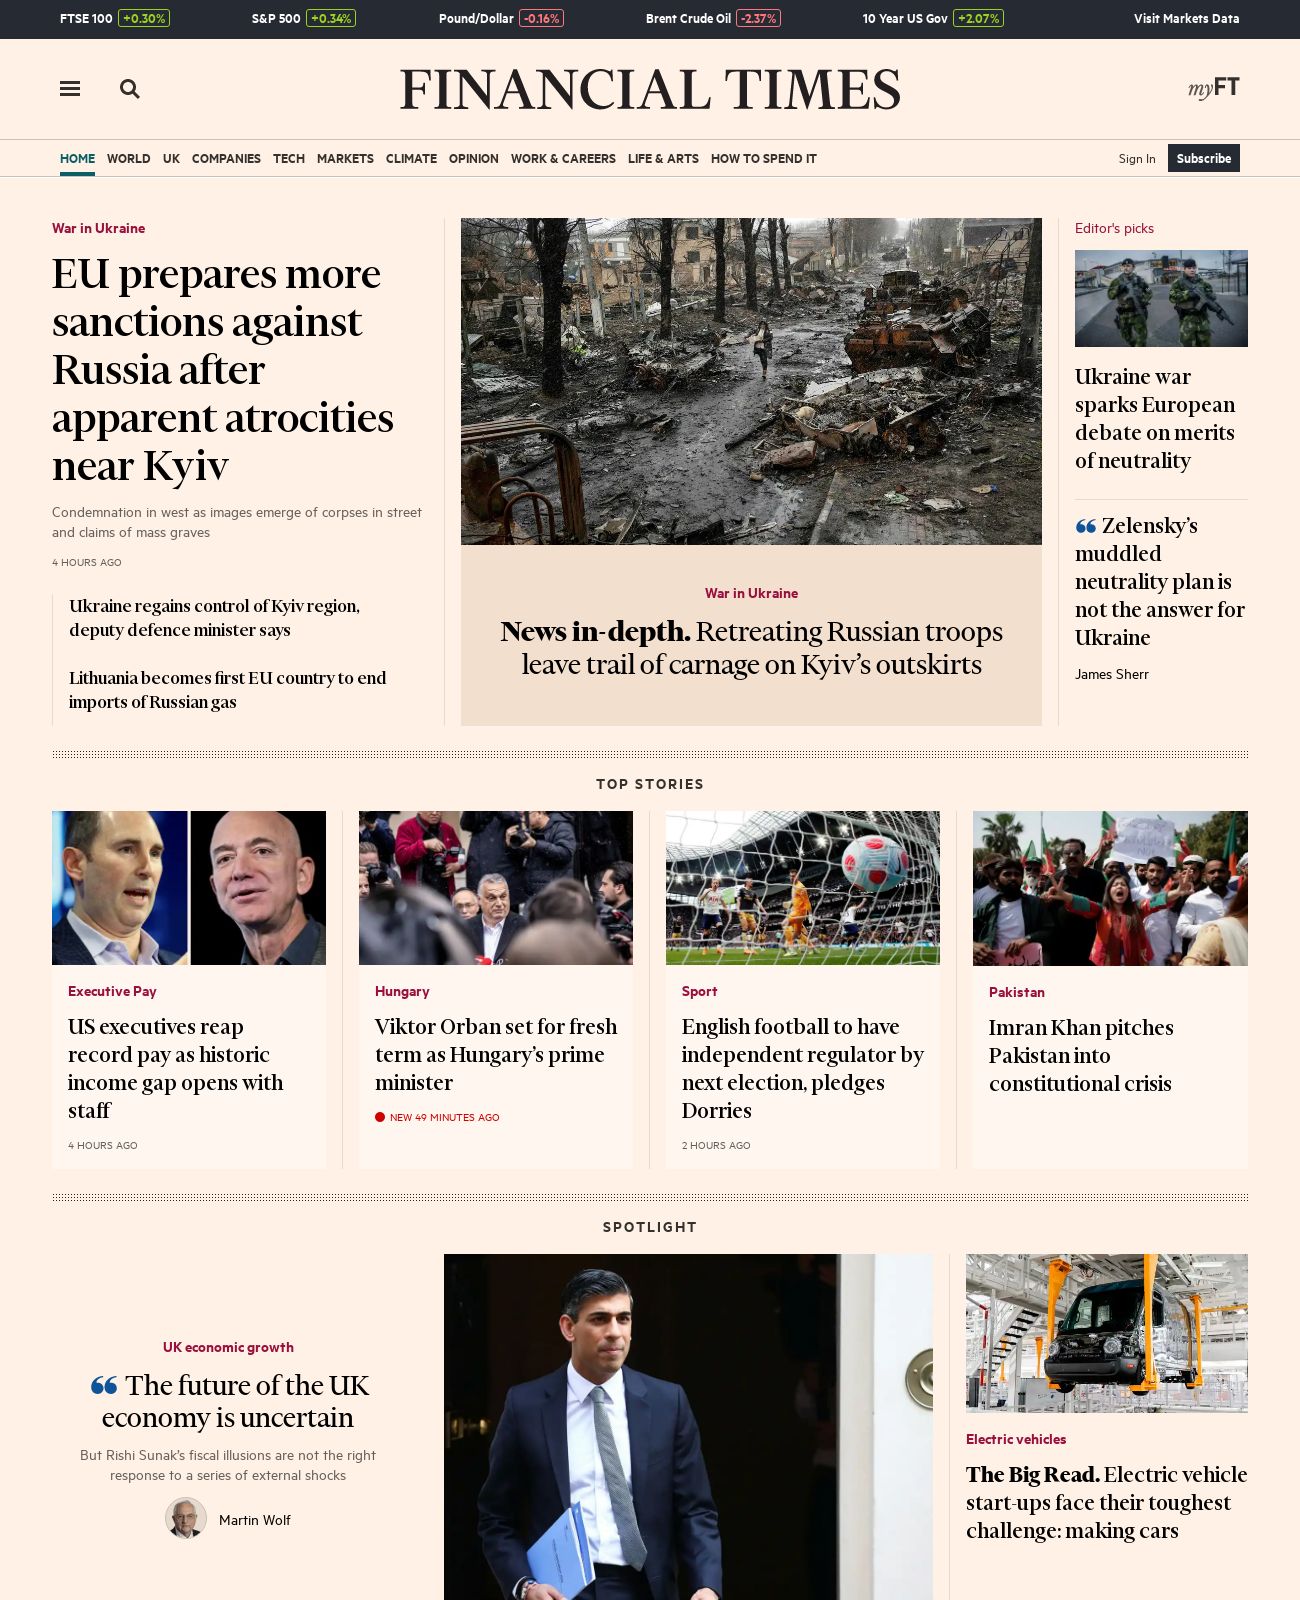 FTSE 100 +0.30%
S&P 500 +0.34%
Pound/Dollar -0.16%
Brent Crude Oil -2.37%
10 Year US Gov +2.07%
Visit Markets Data
FINANCIAL TIMES
myFT
HOME WORLD UK COMPANIES TECH MARKETS CLIMATE OPINION WORK & CAREERS LIFE & ARTS HOW TO SPEND IT
Sign In
Subscribe
War in Ukraine
EU prepares more
sanctions against
Russia after
apparent atrocities
near Kyiv
Condemnation in west as images emerge of corpses in street
and claims of mass graves
4 HOURS AGO
Ukraine regains control of Kyiv region,
deputy defence minister says
Lithuania becomes first EU country to end
imports of Russian gas
War in Ukraine
News in-depth. Retreating Russian troops
leave trail of carnage on Kyiv’s outskirts
Editor's picks
Ukraine war
sparks European
debate on merits
of neutrality
“ Zelensky’s
muddled
neutrality plan is
not the answer for
Ukraine
James Sherr
TOP STORIES
Executive Pay
US executives reap
record pay as historic
income gap opens with
staff
4 HOURS AGO
Hungary
Viktor Orban set for fresh
term as Hungary’s prime
minister
NEW 49 MINUTES AGO
Sport
English football to have
independent regulator by
next election, pledges
Dorries
2 HOURS AGO
Pakistan
Imran Khan pitches
Pakistan into
constitutional crisis
SPOTLIGHT
UK economic growth
“ The future of the UK
economy is uncertain
But Rishi Sunak’s fiscal illusions are not the right
response to a series of external shocks
Martin Wolf
Electric vehicles
The Big Read. Electric vehicle
start-ups face their toughest
challenge: making cars